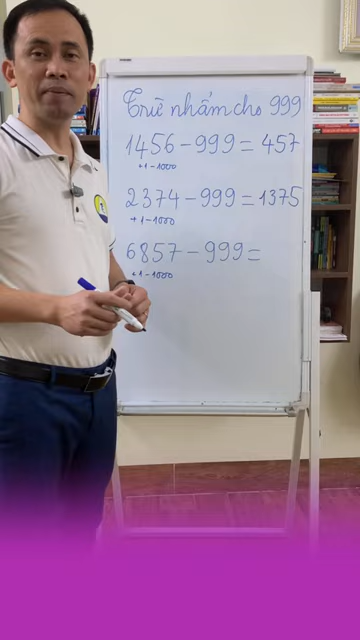 Trừ nhẩm cho 999
1456 - 999 = 457
+1-1000
2374 - 999 = 1375
+1-1000
6857 - 999 =
+1-1000